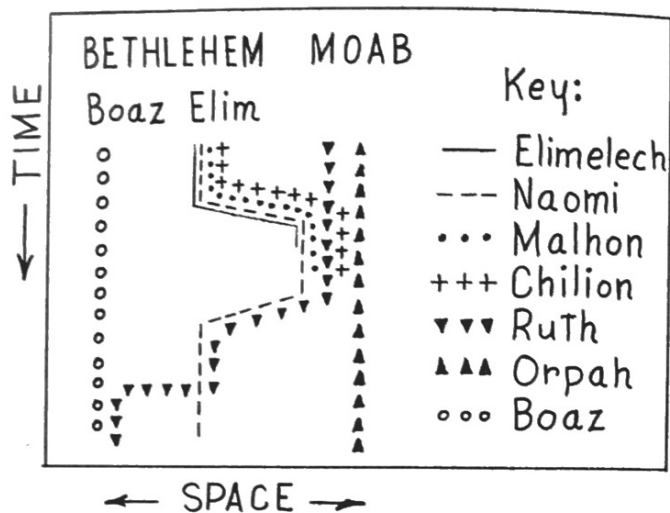 BETHLEHEM MOAB
Boaz Elim
TIME
Key:
Elimelech
Naomi
Malhon
Chilion
Ruth
Orpah
Boaz
SPACE